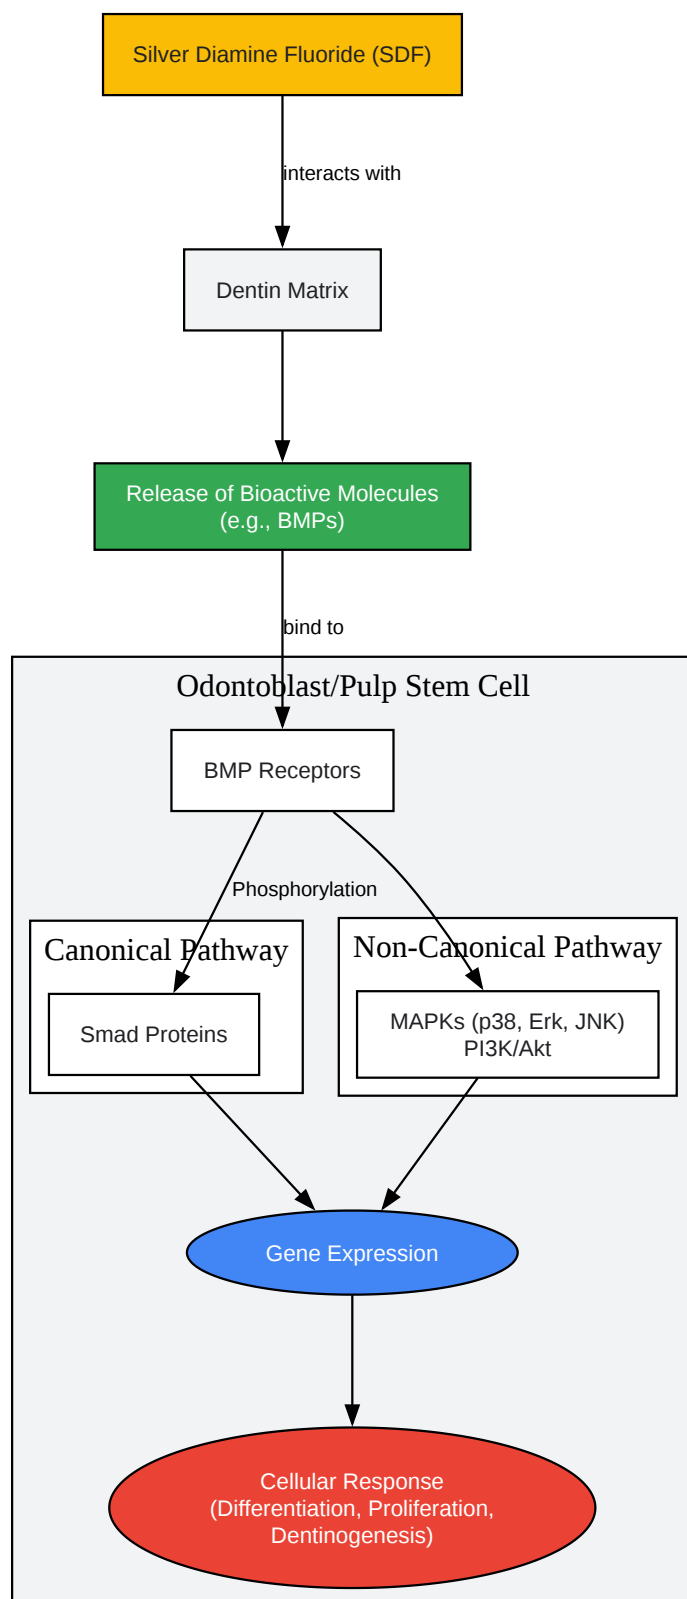 Silver Diamine Fluoride (SDF)
interacts with
Dentin Matrix
Release of Bioactive Molecules
(e.g., BMPs)
bind to
Odontoblast/Pulp Stem Cell
BMP Receptors
Phosphorylation
Canonical Pathway
Smad Proteins
Non-Canonical Pathway
MAPKs (p38, Erk, JNK)
PI3K/Akt
Gene Expression
Cellular Response
(Differentiation, Proliferation,
Dentinogenesis)